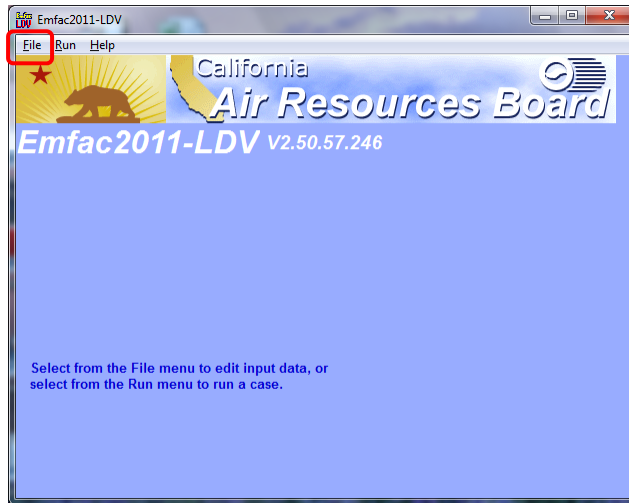 Emfac2011-LDV
File Run Help
California
Air Resources Board
Emfac2011-LDV V2.50.57.246
Select from the File menu to edit input data, or
select from the Run menu to run a case.